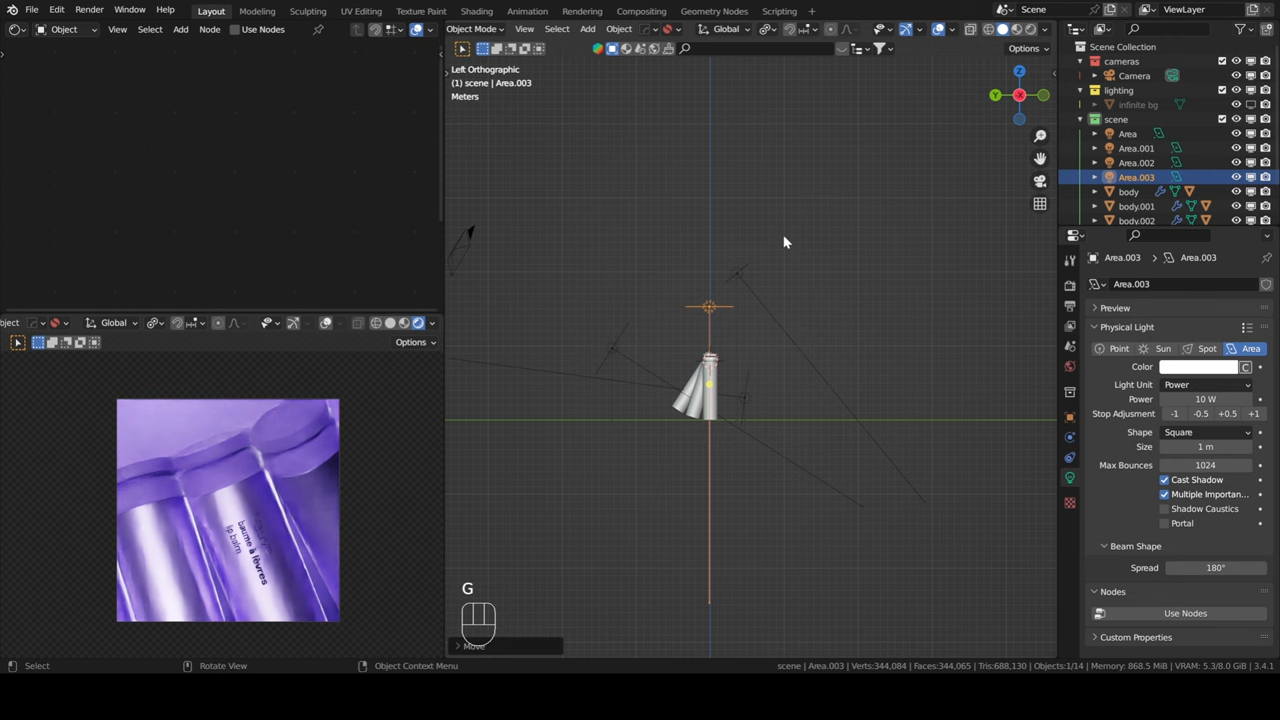 File Edit Render Window Help Layout Modeling Sculpting UV Editing Texture Paint Shading Animation Rendering Compositing Geometry Nodes Scripting + Scene ViewLayer
Object View Select Add Node Use Nodes
Object Mode View Select Add Object Global
Options
Left Orthographic
(1) scene | Area.003
Meters
Z
Y
X
Scene Collection
cameras
Camera
lighting
infinite bg
scene
Area
Area.001
Area.002
Area.003
body
body.001
body.002
Area.003 > Area.003
Area.003
Preview
Physical Light
Point Sun Spot Area
Color
Light Unit Power
Power 10 W
Stop Adjustment -1 -0.5 +0.5 +1
Shape Square
Size 1 m
Max Bounces 1024
Cast Shadow
Multiple Importan...
Shadow Caustics
Portal
Beam Shape
Spread 180°
Nodes
Use Nodes
Custom Properties
oject Global
Options
baume à lèvres
lip balm
G
Move
Select Rotate View Object Context Menu scene | Area.003 | Verts:344,084 | Faces:344,065 | Tris:688,130 | Objects:1/14 | Memory: 868.5 MiB | VRAM: 5.3/8.0 GiB | 3.4.1